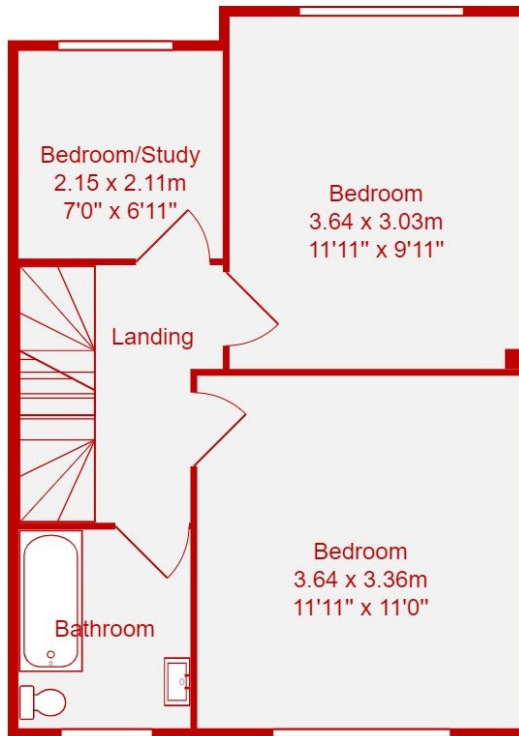 Bedroom/Study
2.15 x 2.11m
7'0" x 6'11"
Bedroom
3.64 x 3.03m
11'11" x 9'11"
Landing
Bedroom
3.64 x 3.36m
11'11" x 11'0"
Bathroom